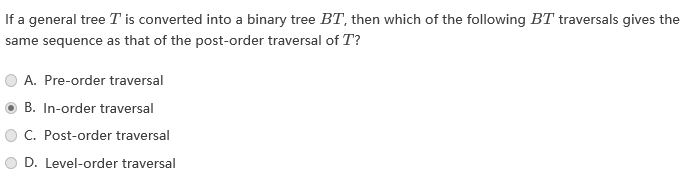 If a general tree T is converted into a binary tree BT, then which of the following BT traversals gives the
same sequence as that of the post-order traversal of T?
A. Pre-order traversal
B. In-order traversal
C. Post-order traversal
D. Level-order traversal